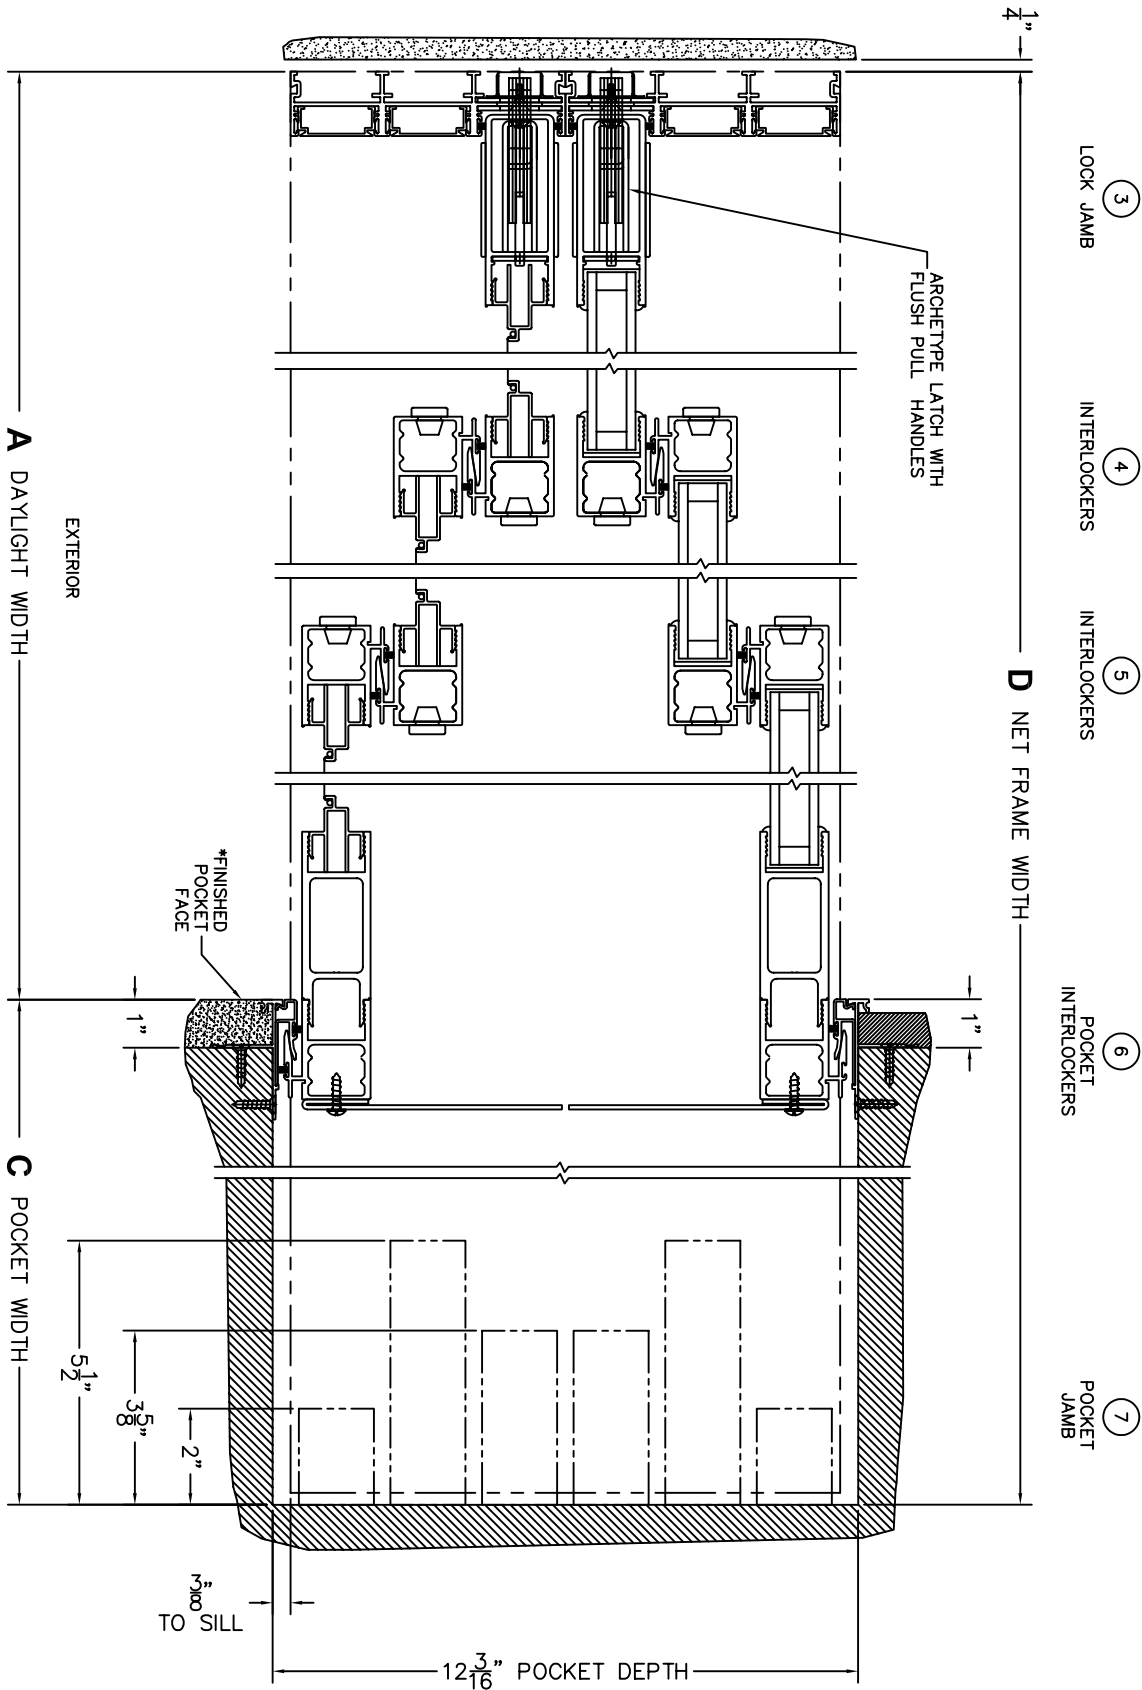 3
LOCK JAMB
4
INTERLOCKERS
5
INTERLOCKERS
6
POCKET
INTERLOCKERS
7
POCKET
JAMB
1/4"
D NET FRAME WIDTH
ARCHETYPE LATCH WITH
FLUSH PULL HANDLES
1"
12 3/16" POCKET DEPTH
3/8"
TO SILL
*FINISHED
POCKET
FACE
1"
2"
3 5/8"
5 1/2"
EXTERIOR
A DAYLIGHT WIDTH
C POCKET WIDTH